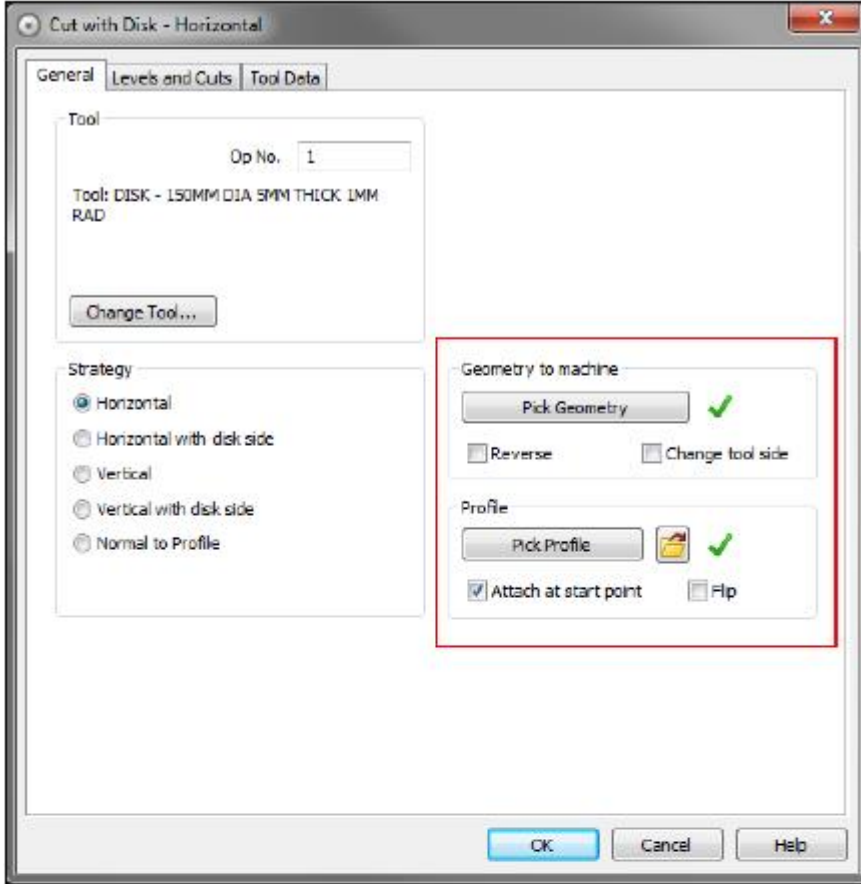 Cut with Disk - Horizontal
General Levels and Cuts Tool Data
Tool
Op No. 1
Tool: DISK - 150MM DIA 5MM THICK 1MM
RAD
Change Tool...
Strategy
Horizontal
Horizontal with disk side
Vertical
Vertical with disk side
Normal to Profile
Geometry to machine
Pick Geometry
Reverse Change tool side
Profile
Pick Profile
Attach at start point Flip
OK Cancel Help